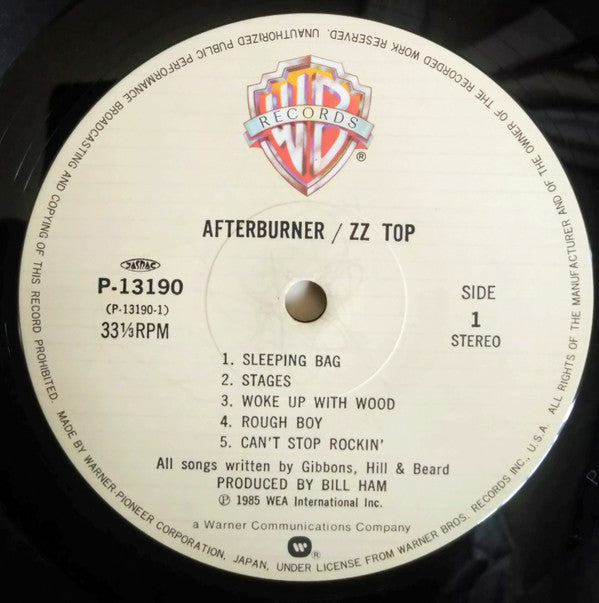 ALL RIGHTS OF THE MANUFACTURER AND OF THE OWNER OF THE RECORDED WORK RESERVED. UNAUTHORIZED PUBLIC PERFORMANCE BROADCASTING AND COPYING OF THIS RECORD PROHIBITED.
WB
RECORDS
®
AFTERBURNER / ZZ TOP
JASRAC
P-13190
(P-13190-1)
33⅓RPM
SIDE
1
STEREO
1. SLEEPING BAG
2. STAGES
3. WOKE UP WITH WOOD
4. ROUGH BOY
5. CAN'T STOP ROCKIN'
All songs written by Gibbons, Hill & Beard
PRODUCED BY BILL HAM
℗ 1985 WEA International Inc.
a Warner Communications Company
®
MADE BY WARNER-PIONEER CORPORATION, JAPAN, UNDER LICENSE FROM WARNER BROS. RECORDS INC., U.S.A.